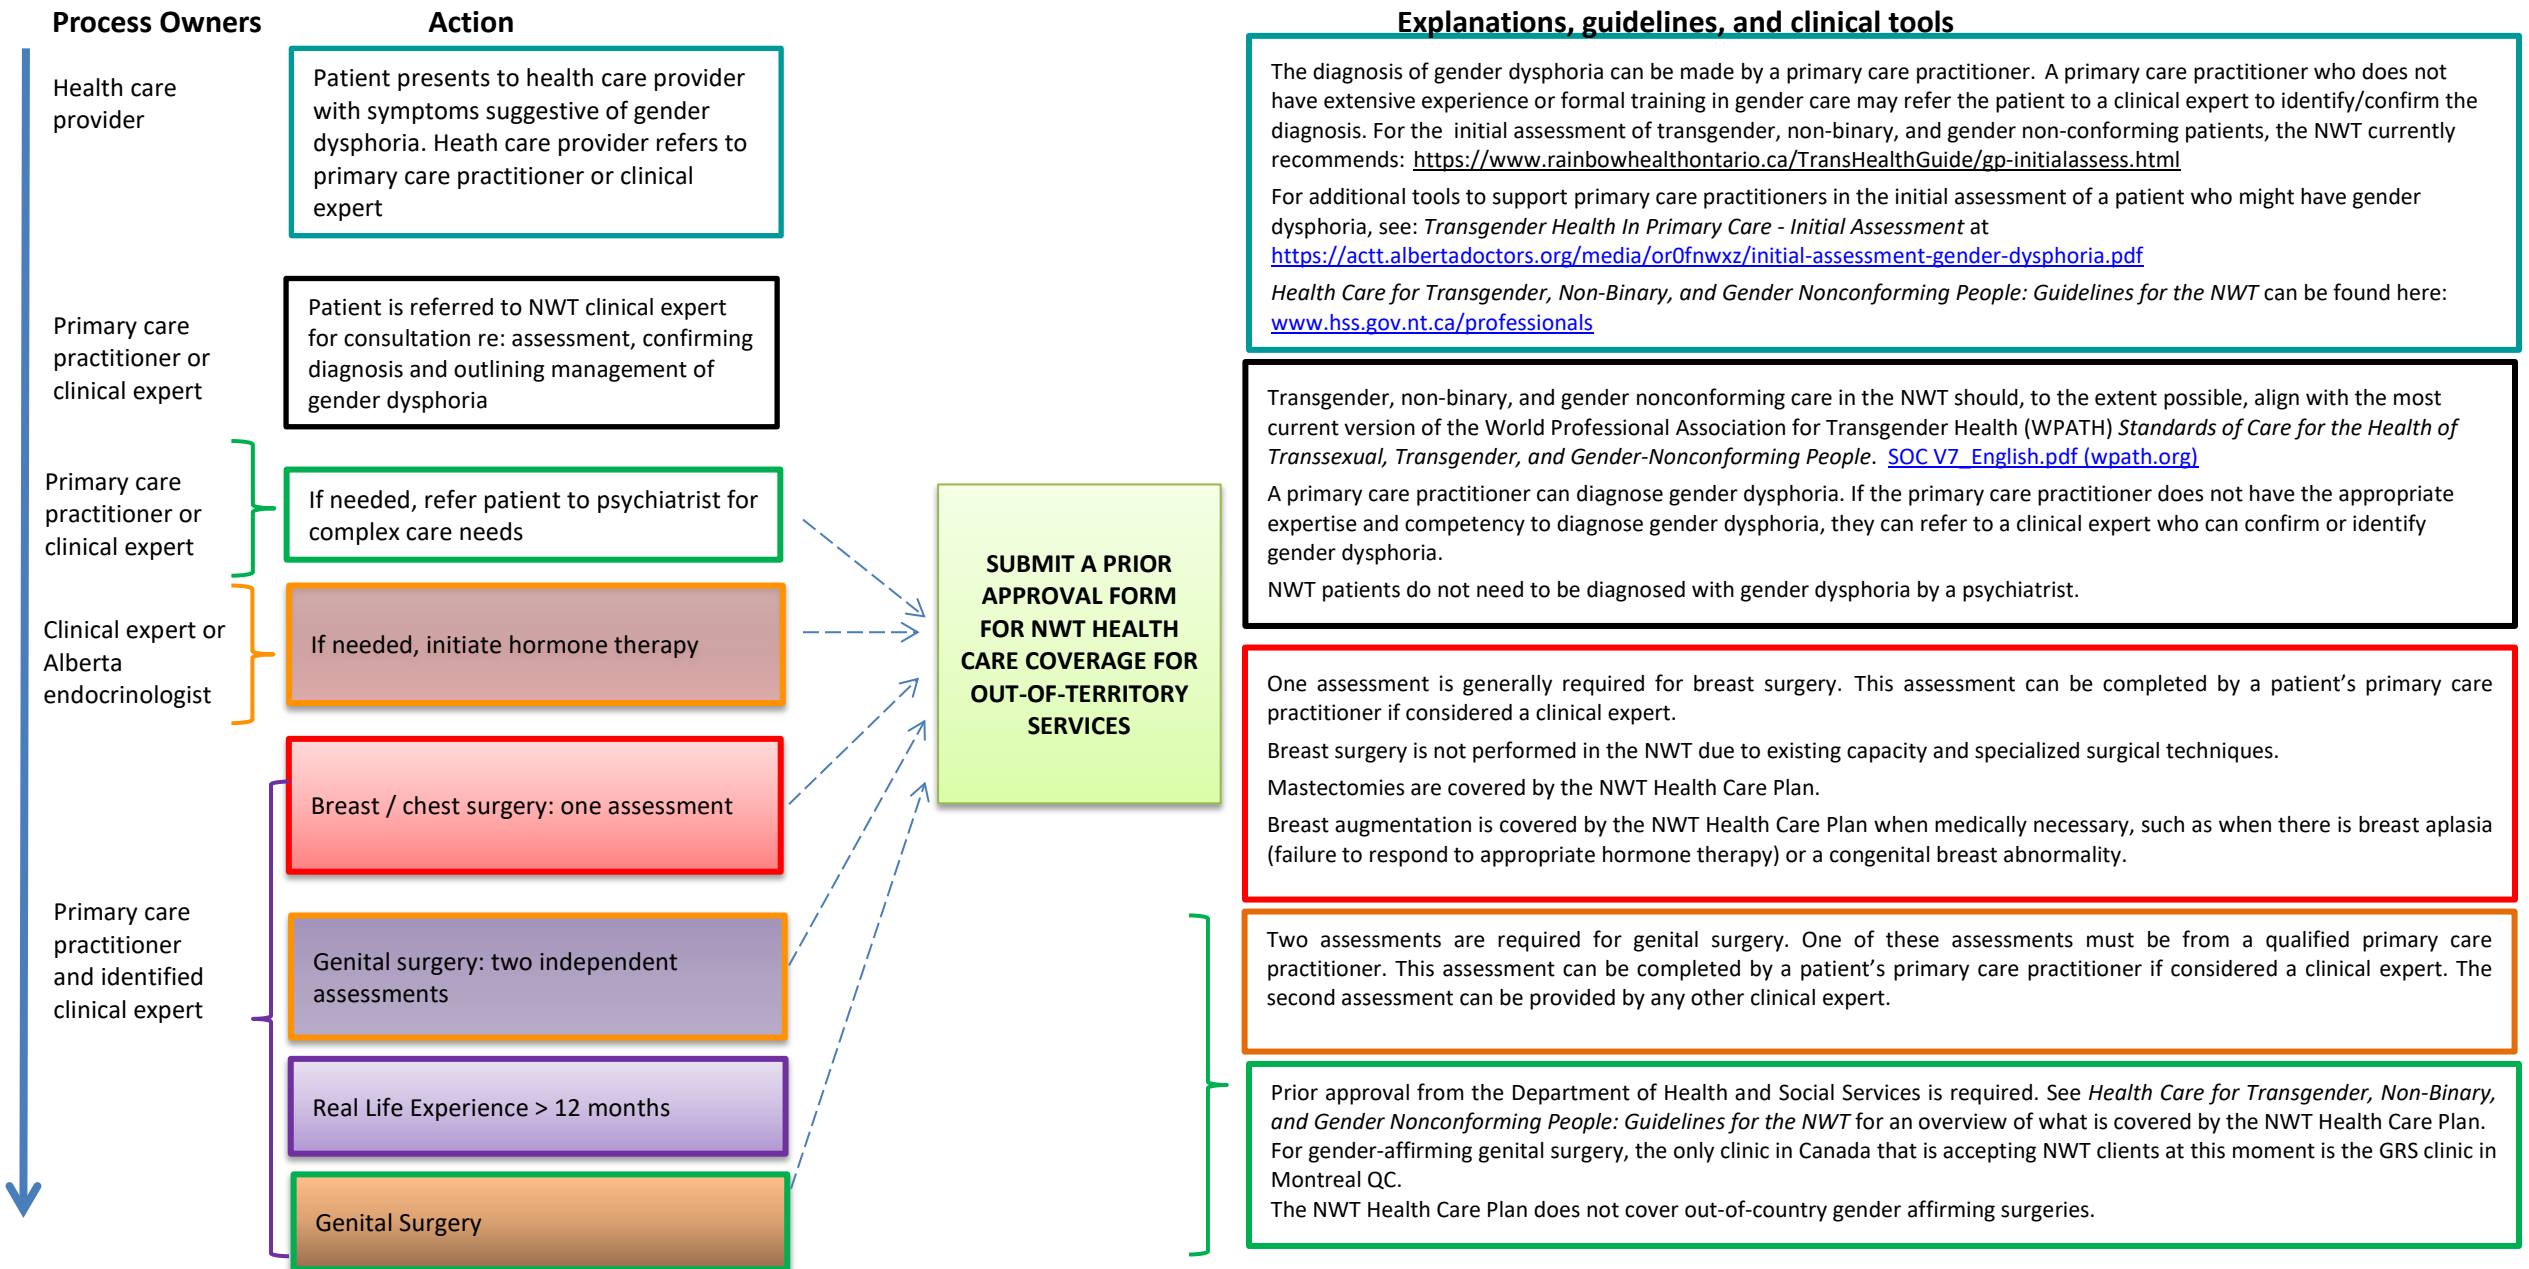 Process Owners
Action
Explanations, guidelines, and clinical tools
Health care
provider
Patient presents to health care provider
with symptoms suggestive of gender
dysphoria. Heath care provider refers to
primary care practitioner or clinical
expert
The diagnosis of gender dysphoria can be made by a primary care practitioner. A primary care practitioner who does not
have extensive experience or formal training in gender care may refer the patient to a clinical expert to identify/confirm the
diagnosis. For the initial assessment of transgender, non-binary, and gender non-conforming patients, the NWT currently
recommends: https://www.rainbowhealthontario.ca/TransHealthGuide/gp-initialassess.html
For additional tools to support primary care practitioners in the initial assessment of a patient who might have gender
dysphoria, see: Transgender Health In Primary Care - Initial Assessment at
https://actt.albertadoctors.org/media/or0fnwxz/initial-assessment-gender-dysphoria.pdf
Health Care for Transgender, Non-Binary, and Gender Nonconforming People: Guidelines for the NWT can be found here:
www.hss.gov.nt.ca/professionals
Primary care
practitioner or
clinical expert
Patient is referred to NWT clinical expert
for consultation re: assessment, confirming
diagnosis and outlining management of
gender dysphoria
Transgender, non-binary, and gender nonconforming care in the NWT should, to the extent possible, align with the most
current version of the World Professional Association for Transgender Health (WPATH) Standards of Care for the Health of
Transsexual, Transgender, and Gender-Nonconforming People. SOC V7_English.pdf (wpath.org)
A primary care practitioner can diagnose gender dysphoria. If the primary care practitioner does not have the appropriate
expertise and competency to diagnose gender dysphoria, they can refer to a clinical expert who can confirm or identify
gender dysphoria.
NWT patients do not need to be diagnosed with gender dysphoria by a psychiatrist.
Primary care
practitioner or
clinical expert
If needed, refer patient to psychiatrist for
complex care needs
Clinical expert or
Alberta
endocrinologist
If needed, initiate hormone therapy
SUBMIT A PRIOR
APPROVAL FORM
FOR NWT HEALTH
CARE COVERAGE FOR
OUT-OF-TERRITORY
SERVICES
Breast / chest surgery: one assessment
One assessment is generally required for breast surgery. This assessment can be completed by a patient's primary care
practitioner if considered a clinical expert.
Breast surgery is not performed in the NWT due to existing capacity and specialized surgical techniques.
Mastectomies are covered by the NWT Health Care Plan.
Breast augmentation is covered by the NWT Health Care Plan when medically necessary, such as when there is breast aplasia
(failure to respond to appropriate hormone therapy) or a congenital breast abnormality.
Primary care
practitioner
and identified
clinical expert
Genital surgery: two independent
assessments
Two assessments are required for genital surgery. One of these assessments must be from a qualified primary care
practitioner. This assessment can be completed by a patient's primary care practitioner if considered a clinical expert. The
second assessment can be provided by any other clinical expert.
Real Life Experience > 12 months
Genital Surgery
Prior approval from the Department of Health and Social Services is required. See Health Care for Transgender, Non-Binary,
and Gender Nonconforming People: Guidelines for the NWT for an overview of what is covered by the NWT Health Care Plan.
For gender-affirming genital surgery, the only clinic in Canada that is accepting NWT clients at this moment is the GRS clinic in
Montreal QC.
The NWT Health Care Plan does not cover out-of-country gender affirming surgeries.